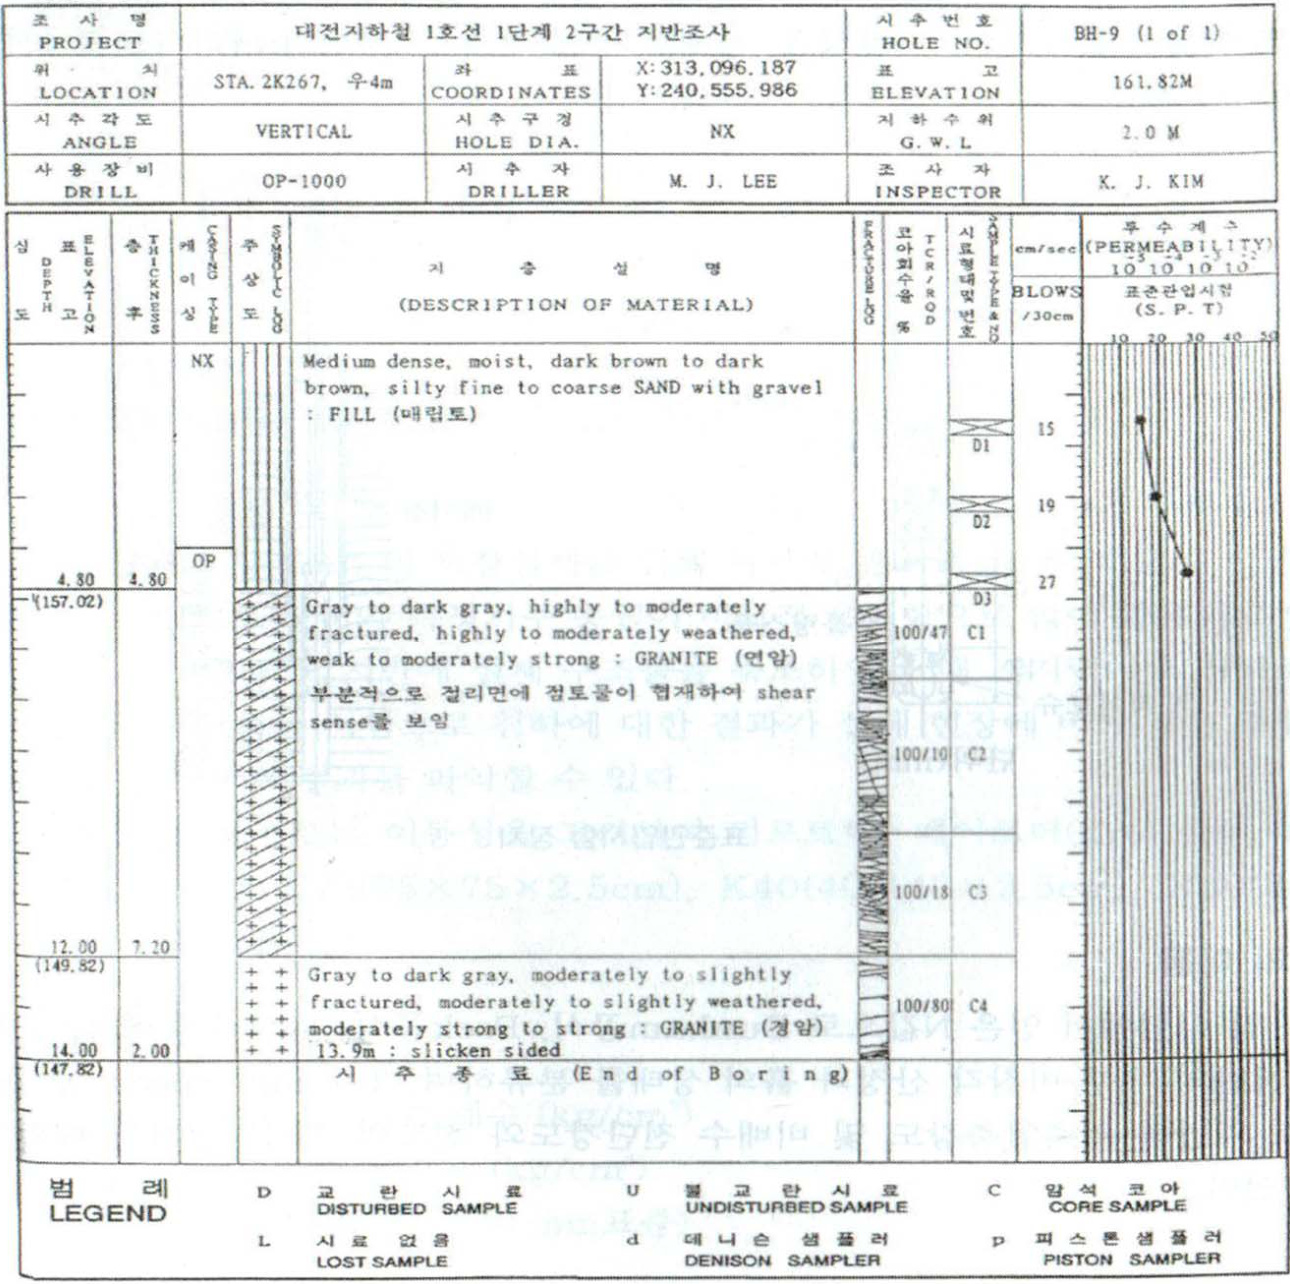 조 사 명
PROJECT
대전지하철 1호선 1단계 2구간 지반조사
시 추 번 호
HOLE NO.
BH-9 (1 of 1)
위 치
LOCATION
STA. 2K267, 우4m
좌 표
COORDINATES
X: 313, 096. 187
Y: 240, 555. 986
표 고
ELEVATION
161. 82M
시 추 각 도
ANGLE
VERTICAL
시 추 구 경
HOLE DIA.
NX
지 하 수 위
G. W. L
2. 0 M
사 용 장 비
DRILL
OP-1000
시 추 자
DRILLER
M. J. LEE
조 사 자
INSPECTOR
K. J. KIM
심 도
DEPTH
표 고
ELEVATION
층 후
THICKNESS
케 이 싱
CASING TYPE
주 상 도
SYMBOLIC LOG
지 층 설 명
(DESCRIPTION OF MATERIAL)
FRACTURE LOG
코아회수율 %
TCR/RQD
시료형태및번호
SAMPLE TYPE & NO
cm/sec
투 수 계 수
(PERMEABILITY)
10⁻⁵ 10⁻⁴ 10⁻³ 10⁻²
BLOWS
/30cm
표준관입시험
(S. P. T)
10 20 30 40 50
NX
Medium dense, moist, dark brown to dark
brown, silty fine to coarse SAND with gravel
: FILL (매립토)
D1
15
D2
19
OP
4.80 4.80
D3
27
(157.02)
Gray to dark gray, highly to moderately
fractured, highly to moderately weathered,
weak to moderately strong : GRANITE (연암)
100/47 C1
부분적으로 절리면에 점토물이 협재하여 shear
sense를 보임
100/10 C2
100/18 C3
12.00 7.20
(149.82)
Gray to dark gray, moderately to slightly
fractured, moderately to slightly weathered,
moderately strong to strong : GRANITE (경암)
13.9m : slicken sided
100/80 C4
14.00 2.00
(147.82)
시 추 종 료 (End of Boring)
범 례
LEGEND
D 교 란 시 료
DISTURBED SAMPLE
U 불 교 란 시 료
UNDISTURBED SAMPLE
C 암 석 코 아
CORE SAMPLE
L 시 료 없 음
LOST SAMPLE
d 데 니 슨 샘 플 러
DENISON SAMPLER
p 피 스 톤 샘 플 러
PISTON SAMPLER